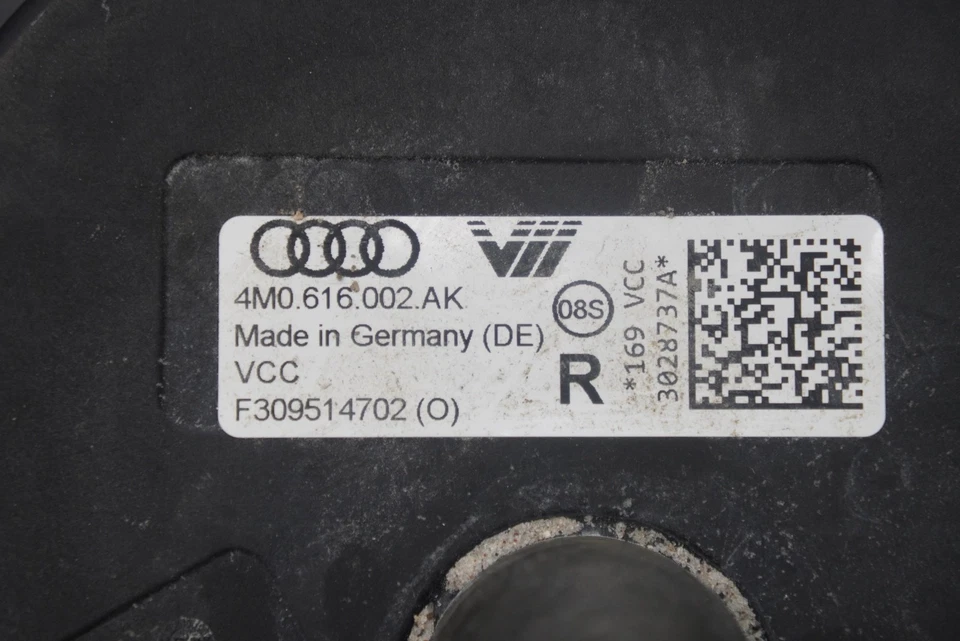 4M0.616.002.AK
Made in Germany (DE)
VCC
F309514702 (O)
08S
R
*169 VCC
3028737A*